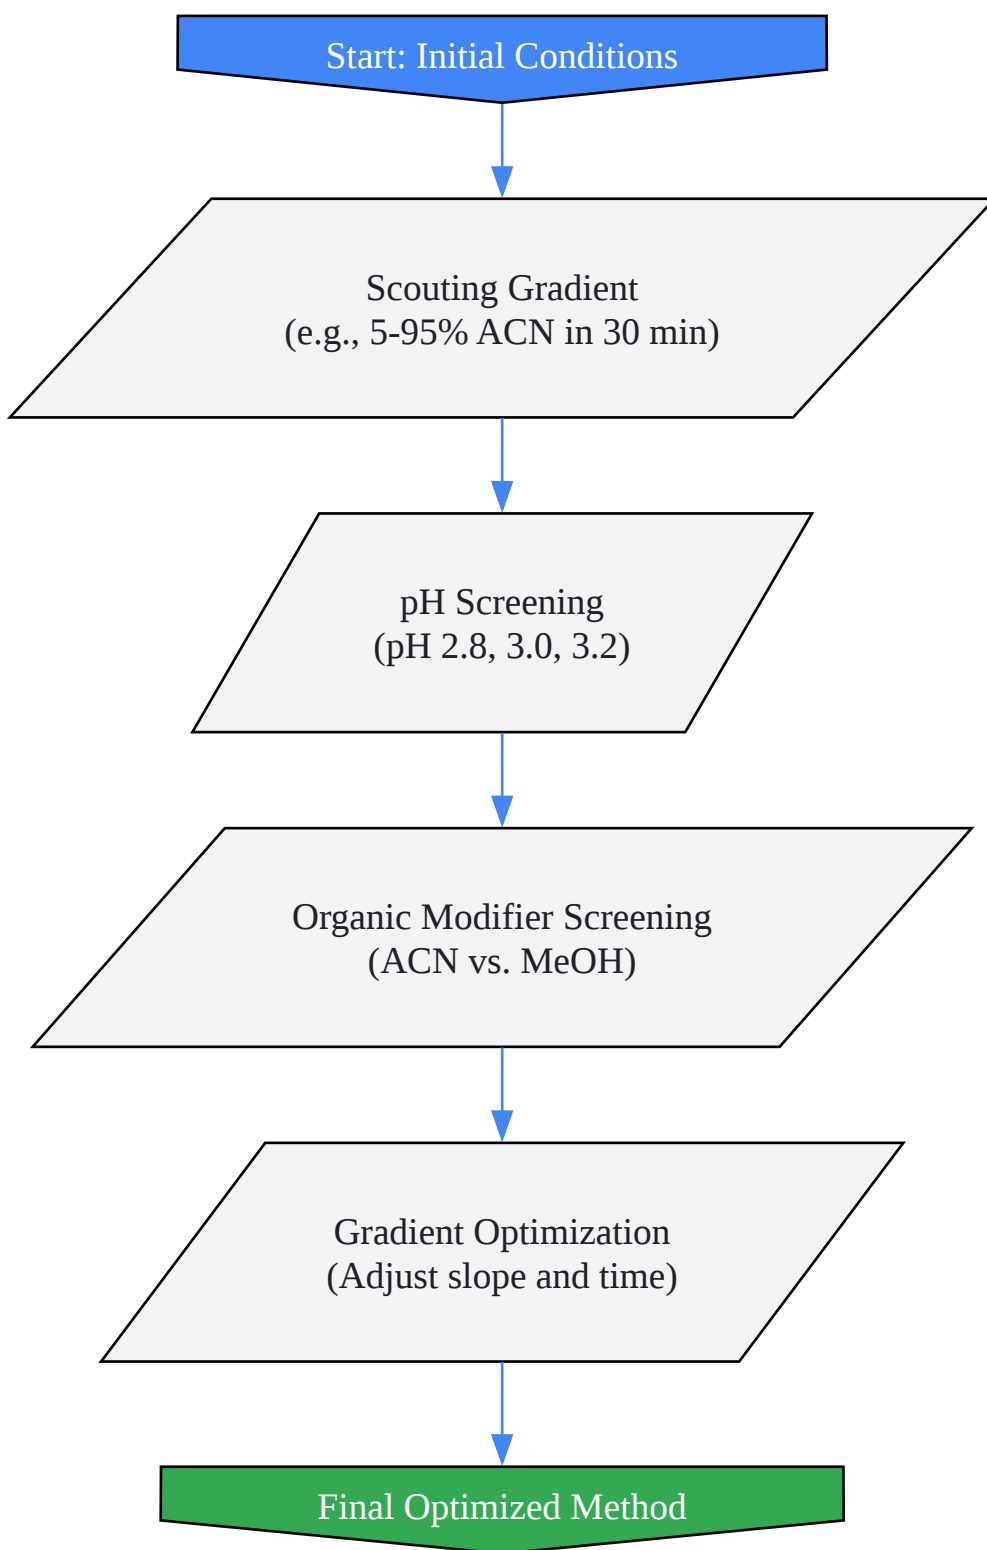 Start: Initial Conditions
Scouting Gradient
(e.g., 5-95% ACN in 30 min)
pH Screening
(pH 2.8, 3.0, 3.2)
Organic Modifier Screening
(ACN vs. MeOH)
Gradient Optimization
(Adjust slope and time)
Final Optimized Method